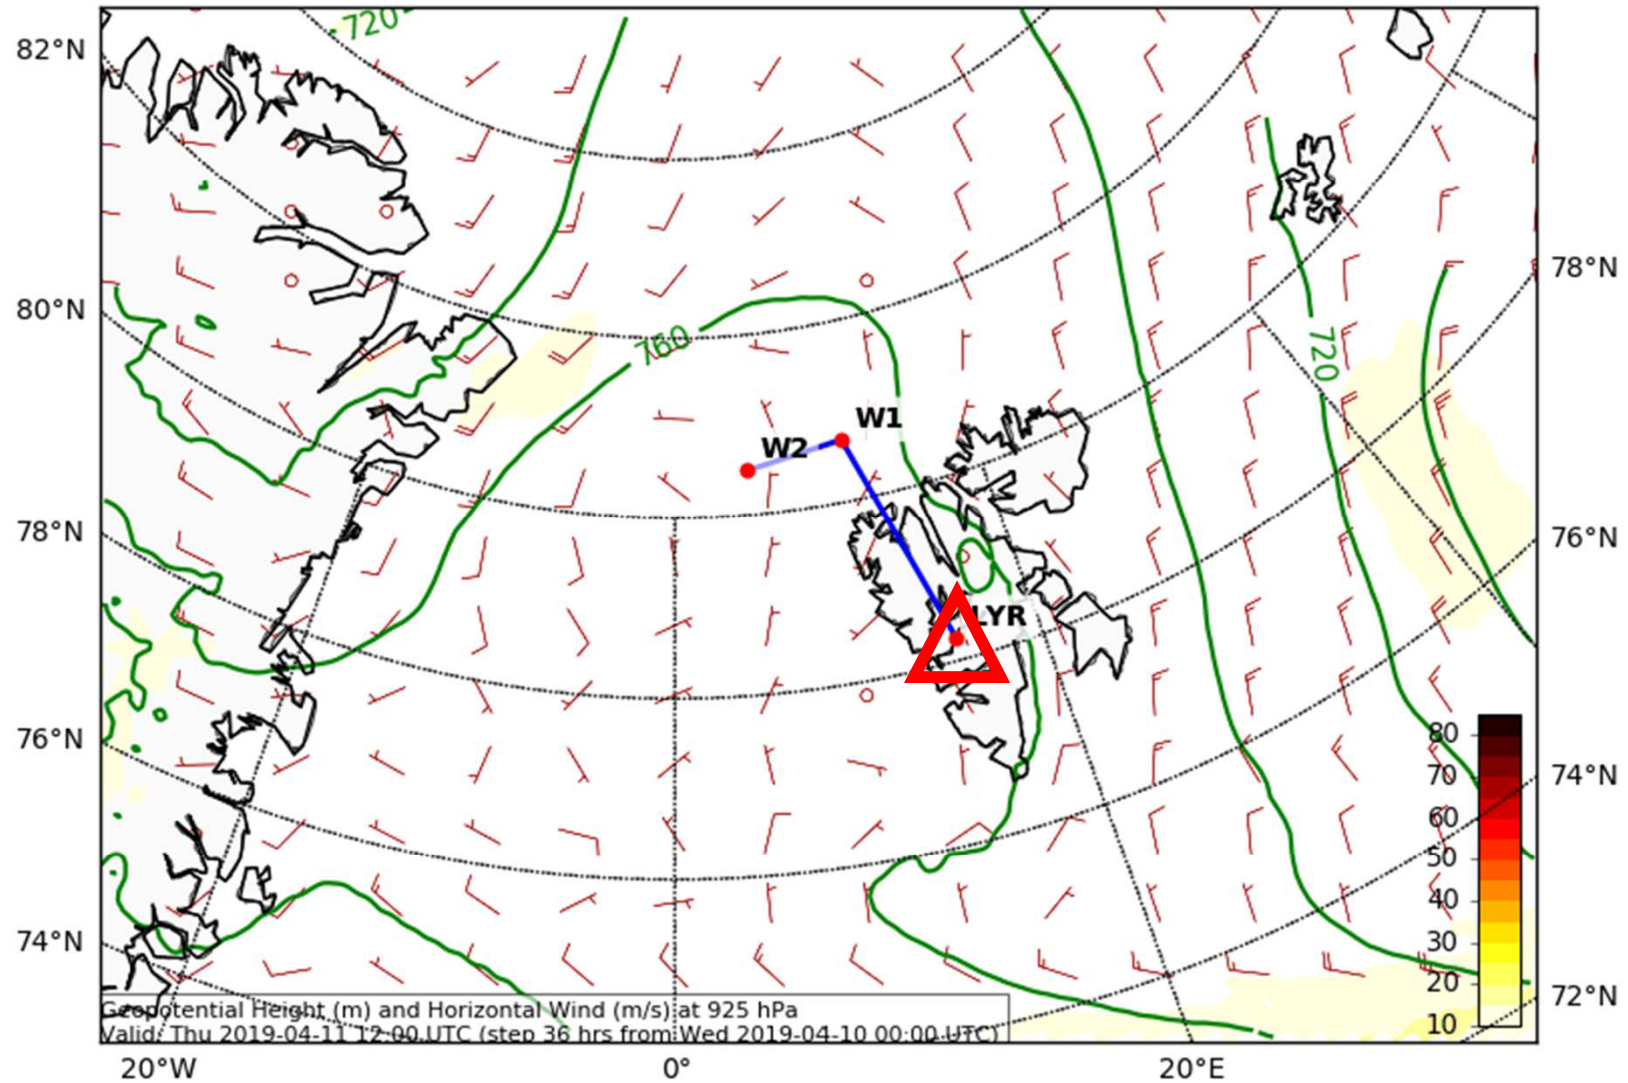 720
82°N
80°N
78°N
76°N
74°N
760
W1
W2
LYR
720
78°N
76°N
74°N
72°N
80
70
60
50
40
30
20
10
Geopotential Height (m) and Horizontal Wind (m/s) at 925 hPa
Valid: Thu 2019-04-11 12:00 UTC (step 36 hrs from Wed 2019-04-10 00:00 UTC)
20°W
0°
20°E